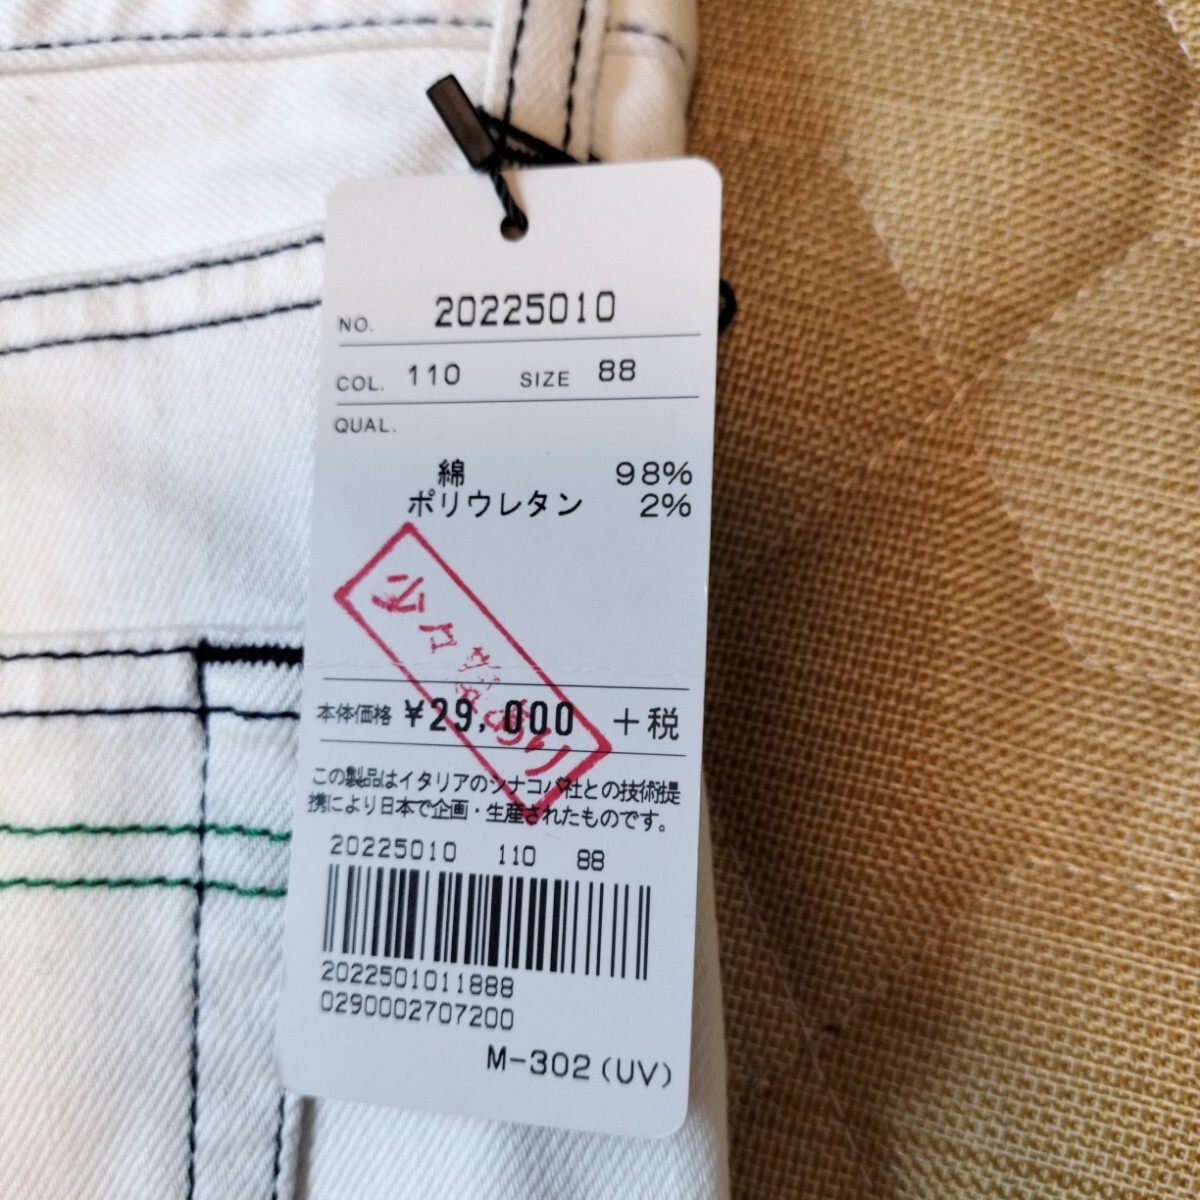 NO. 20225010
COL. 110 SIZE 88
QUAL.
綿 98%
ポリウレタン 2%
本体価格 ¥29,000 +税
この製品はイタリアのシナコバ社との技術提
携により日本で企画・生産されたものです。
20225010 110 88
2022501011888
0290002707200
M-302(UV)